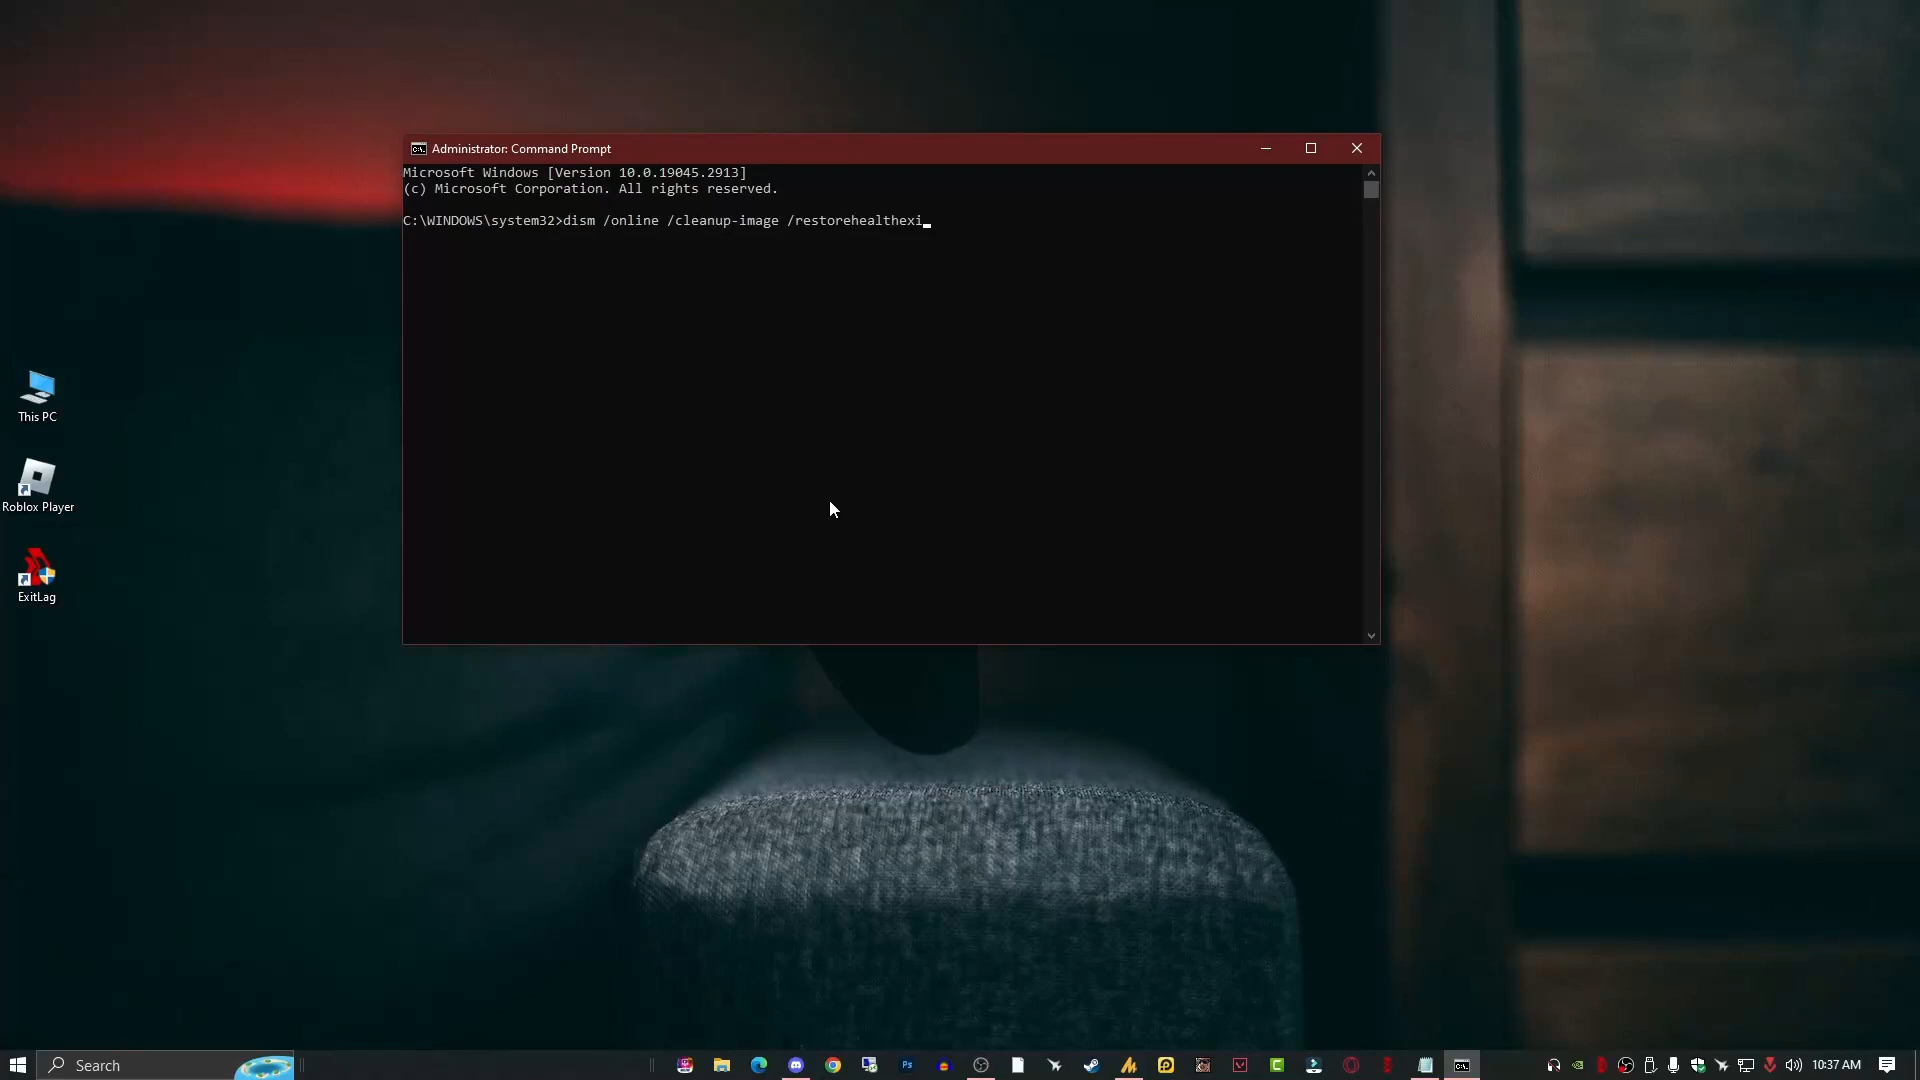 Administrator: Command Prompt
Microsoft Windows [Version 10.0.19045.2913]
(c) Microsoft Corporation. All rights reserved.
C:\WINDOWS\system32>dism /online /cleanup-image /restorehealthexi
This PC
Roblox Player
ExitLag
Search
Ps
10:37 AM